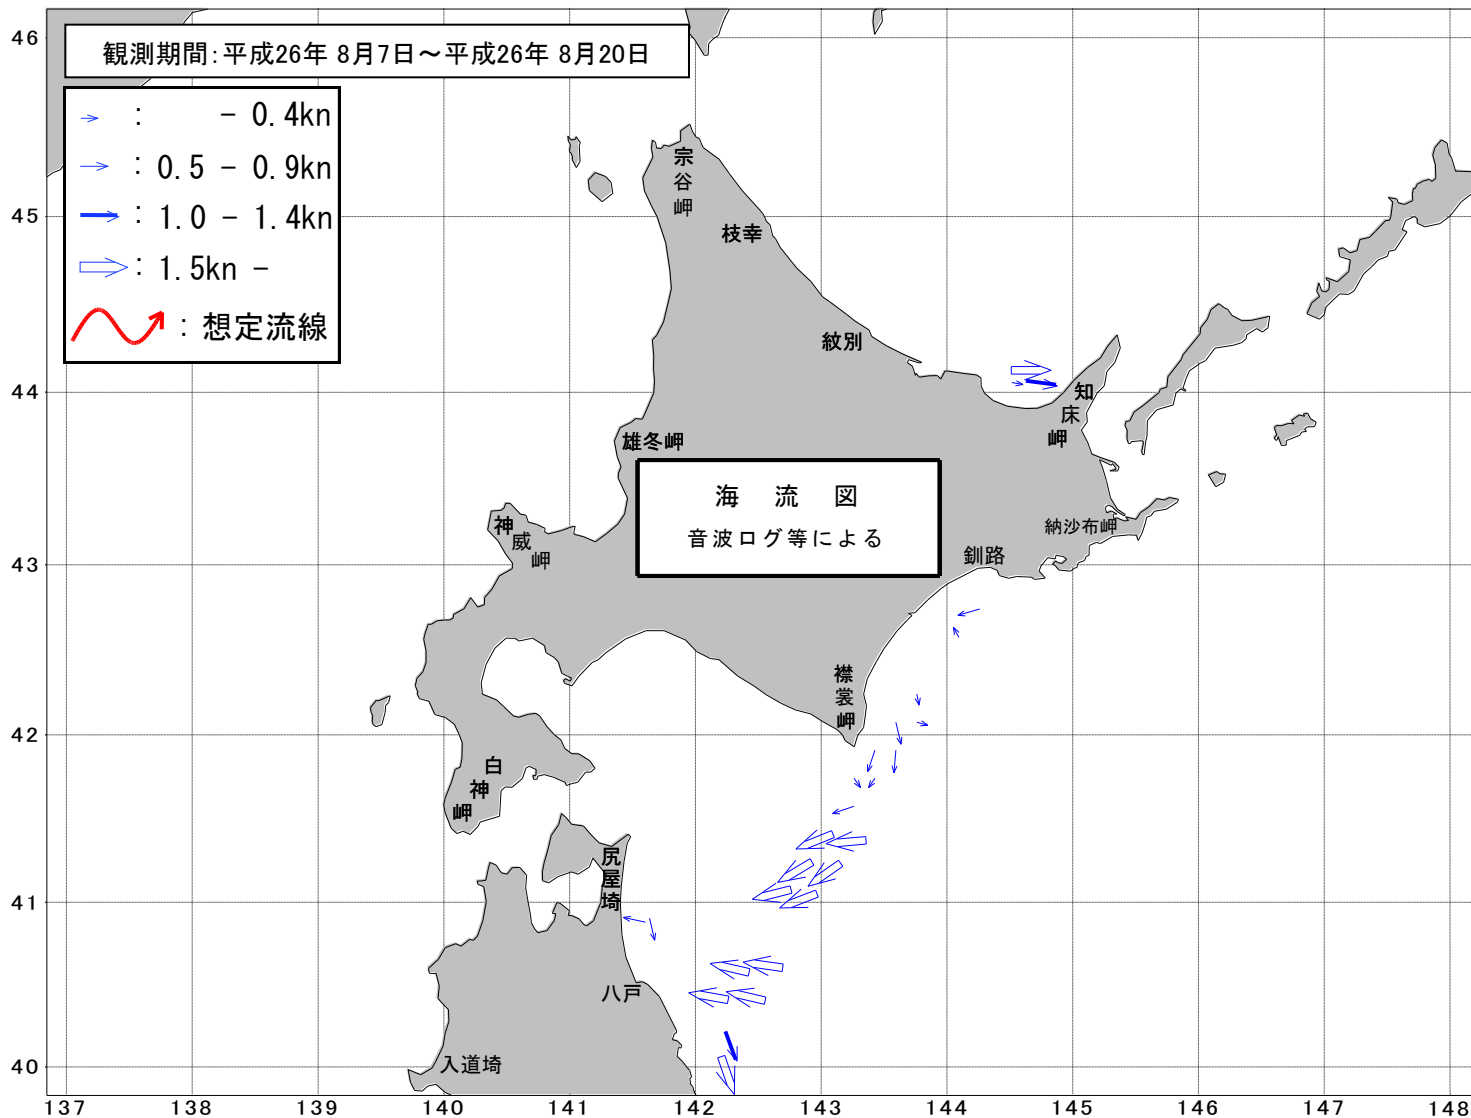 観測期間:平成26年 8月7日～平成26年 8月20日
: - 0.4kn
: 0.5 - 0.9kn
: 1.0 - 1.4kn
: 1.5kn -
: 想定流線
46
45
44
43
42
41
40
宗谷岬
枝幸
紋別
知床岬
雄冬岬
海 流 図
音波ログ等による
神威岬
納沙布岬
釧路
襟裳岬
白神岬
尻屋埼
八戸
入道埼
137 138 139 140 141 142 143 144 145 146 147 148